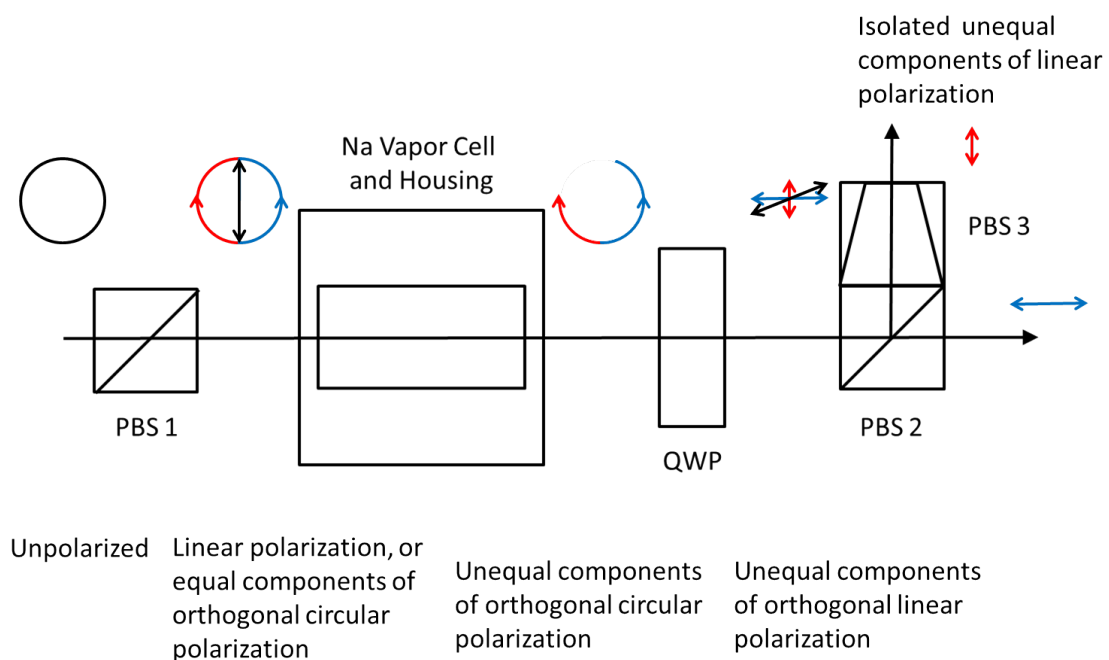 Isolated unequal
components of linear
polarization
Na Vapor Cell
and Housing
PBS 3
PBS 1
PBS 2
QWP
Unpolarized
Linear polarization, or
equal components of
orthogonal circular
polarization
Unequal components
of orthogonal circular
polarization
Unequal components
of orthogonal linear
polarization